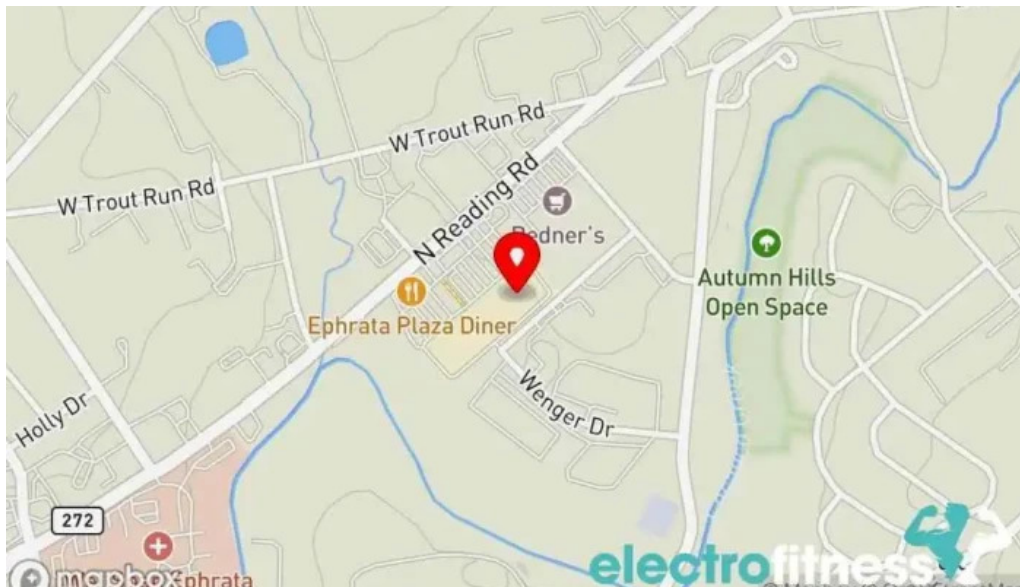 W Trout Run Rd
W Trout Run Rd
N Reading Rd
Redner's
Autumn Hills
Open Space
Ephrata Plaza Diner
Wenger Dr
Holly Dr
272
Ephrata
mapbox
electrofitness